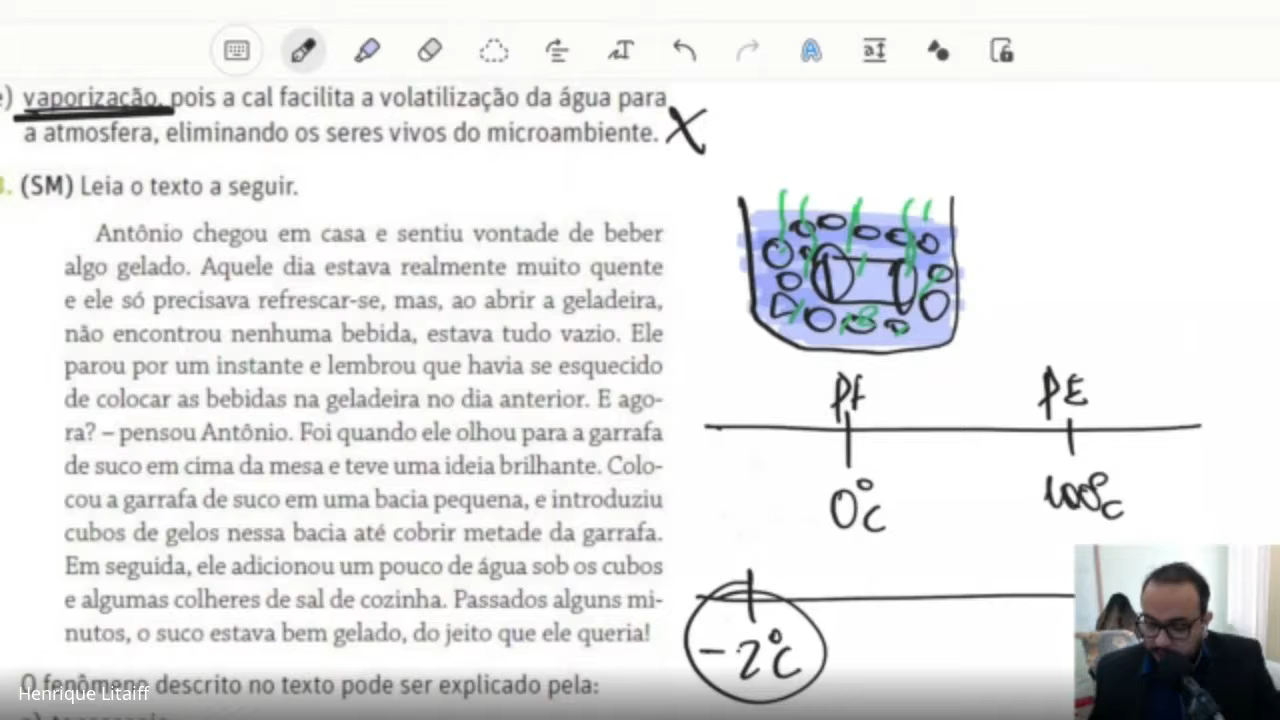 e) vaporização, pois a cal facilita a volatilização da água para
a atmosfera, eliminando os seres vivos do microambiente. X
(SM) Leia o texto a seguir.
Antônio chegou em casa e sentiu vontade de beber
algo gelado. Aquele dia estava realmente muito quente
e ele só precisava refrescar-se, mas, ao abrir a geladeira,
não encontrou nenhuma bebida, estava tudo vazio. Ele
parou por um instante e lembrou que havia se esquecido
de colocar as bebidas na geladeira no dia anterior. E ago-
ra? – pensou Antônio. Foi quando ele olhou para a garrafa
de suco em cima da mesa e teve uma ideia brilhante. Colo-
cou a garrafa de suco em uma bacia pequena, e introduziu
cubos de gelos nessa bacia até cobrir metade da garrafa.
Em seguida, ele adicionou um pouco de água sob os cubos
e algumas colheres de sal de cozinha. Passados alguns mi-
nutos, o suco estava bem gelado, do jeito que ele queria!
O fenômeno descrito no texto pode ser explicado pela:
PF PE
0°C 100°C
-2°C
Henrique Litaiff